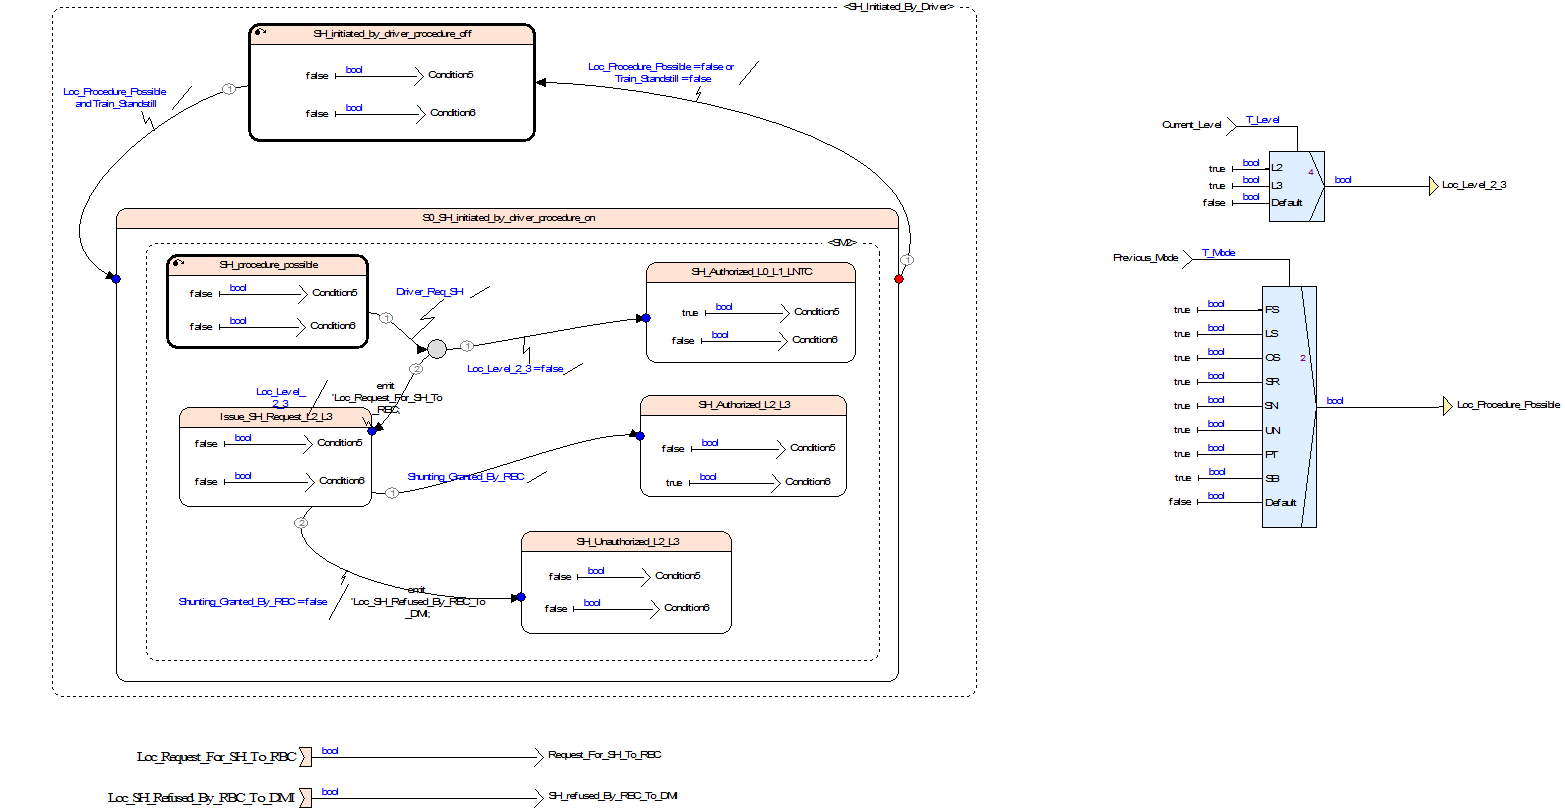 <SH_Initiated_By_Driver>
SH_initiated_by_driver_procedure_off
false
bool
Condition5
false
bool
Condition6
1
Loc_Procedure_Possible
and Train_Standstill
Loc_Procedure_Possible = false or
Train_Standstill = false
1
S0_SH_initiated_by_driver_procedure_on
<SM2>
SH_procedure_possible
false
bool
Condition5
false
bool
Condition6
1
Driver_Req_SH
1
Loc_Level_2_3 = false
2
SH_Authorized_L0_L1_LNTC
true
bool
Condition5
false
bool
Condition6
Loc_Level_
2_3
emit
'Loc_Request_For_SH_To
_RBC;
Issue_SH_Request_L2_L3
false
bool
Condition5
false
bool
Condition6
1
Shunting_Granted_By_RBC
SH_Authorized_L2_L3
false
bool
Condition5
true
bool
Condition6
2
Shunting_Granted_By_RBC = false
emit
'Loc_SH_Refused_By_RBC_To
_DMI;
SH_Unauthorized_L2_L3
false
bool
Condition5
false
bool
Condition6
Loc_Request_For_SH_To_RBC
bool
Request_For_SH_To_RBC
Loc_SH_Refused_By_RBC_To_DMI
bool
SH_refused_By_RBC_To_DMI
Current_Level
T_Level
true
bool
L2
true
bool
L3
false
bool
Default
4
bool
Loc_Level_2_3
Previous_Mode
T_Mode
true
bool
FS
true
bool
LS
true
bool
OS
true
bool
SR
true
bool
SN
true
bool
UN
true
bool
PT
true
bool
SB
false
bool
Default
2
bool
Loc_Procedure_Possible